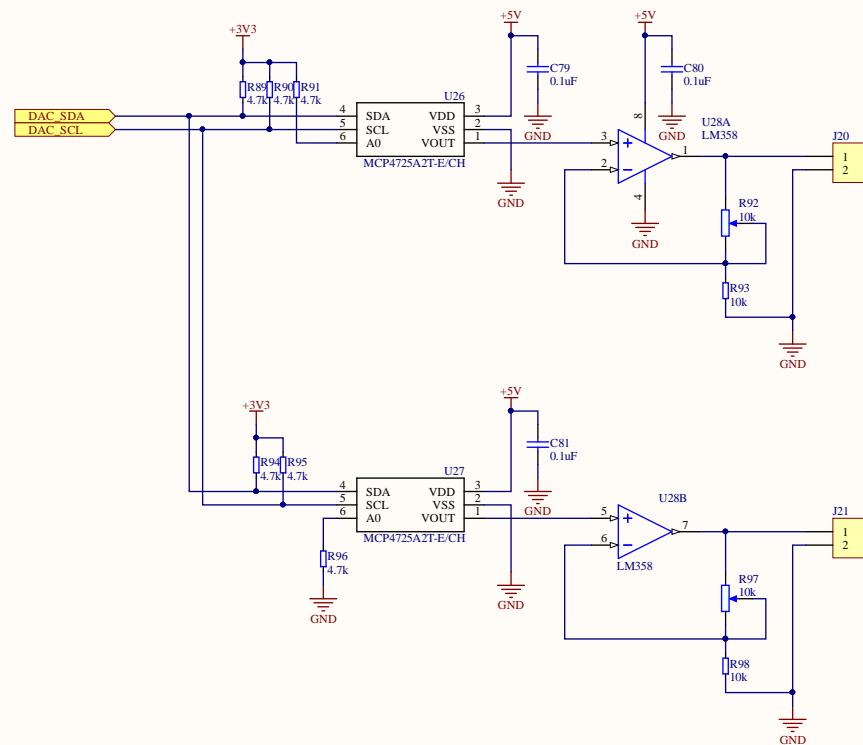 +5V
+5V
+3V3
C79
0.1uF
C80
0.1uF
R89
4.7k
R90
4.7k
R91
4.7k
U26
DAC_SDA
DAC_SCL
4
5
6
SDA
SCL
A0
VDD
VSS
VOUT
3
2
1
MCP4725A2T-E/CH
GND
GND
GND
8
U28A
LM358
3
2
1
4
GND
J20
1
2
R92
10k
R93
10k
GND
+5V
+3V3
C81
0.1uF
R94
4.7k
R95
4.7k
U27
4
5
6
SDA
SCL
A0
VDD
VSS
VOUT
3
2
1
MCP4725A2T-E/CH
R96
4.7k
GND
GND
GND
U28B
5
6
7
LM358
J21
1
2
R97
10k
R98
10k
GND